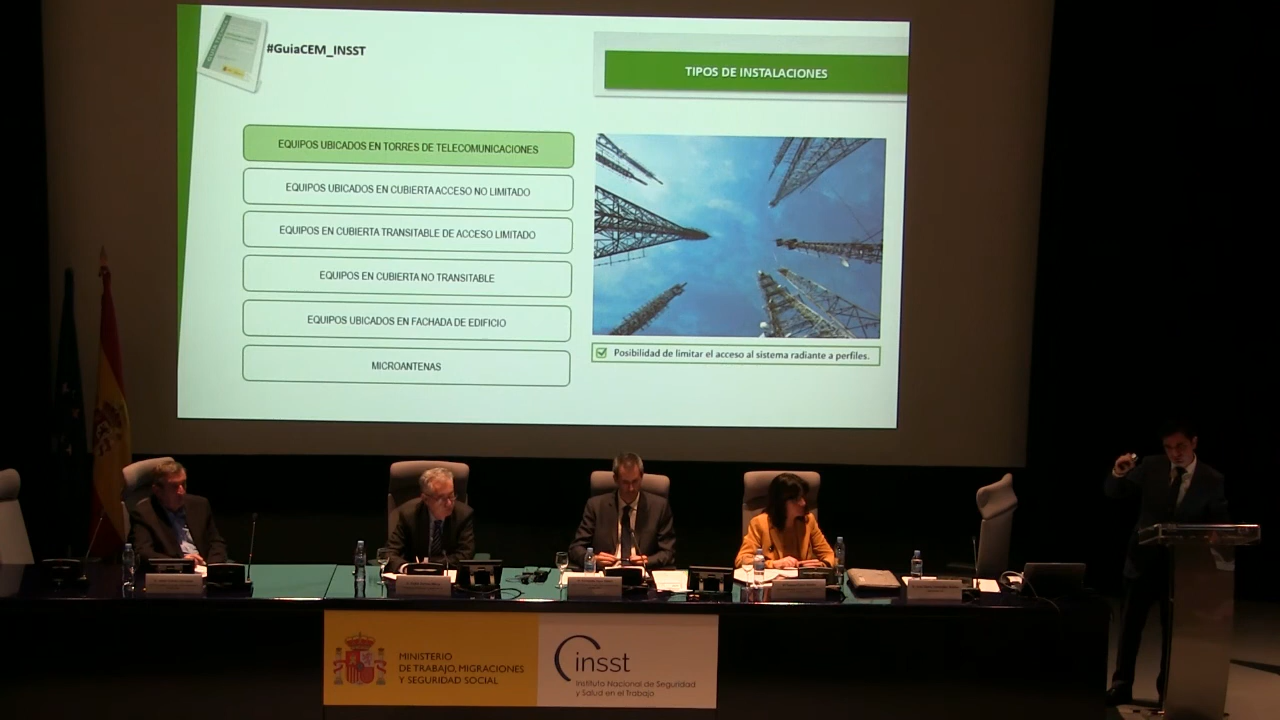 #GuiaCEM_INSST
TIPOS DE INSTALACIONES
EQUIPOS UBICADOS EN TORRES DE TELECOMUNICACIONES
EQUIPOS UBICADOS EN CUBIERTA ACCESO NO LIMITADO
EQUIPOS EN CUBIERTA TRANSITABLE DE ACCESO LIMITADO
EQUIPOS EN CUBIERTA NO TRANSITABLE
EQUIPOS UBICADOS EN FACHADA DE EDIFICIO
MICROANTENAS
Posibilidad de limitar el acceso al sistema radiante a perfiles.
MINISTERIO
DE TRABAJO, MIGRACIONES
Y SEGURIDAD SOCIAL
insst
Instituto Nacional de Seguridad
y Salud en el Trabajo